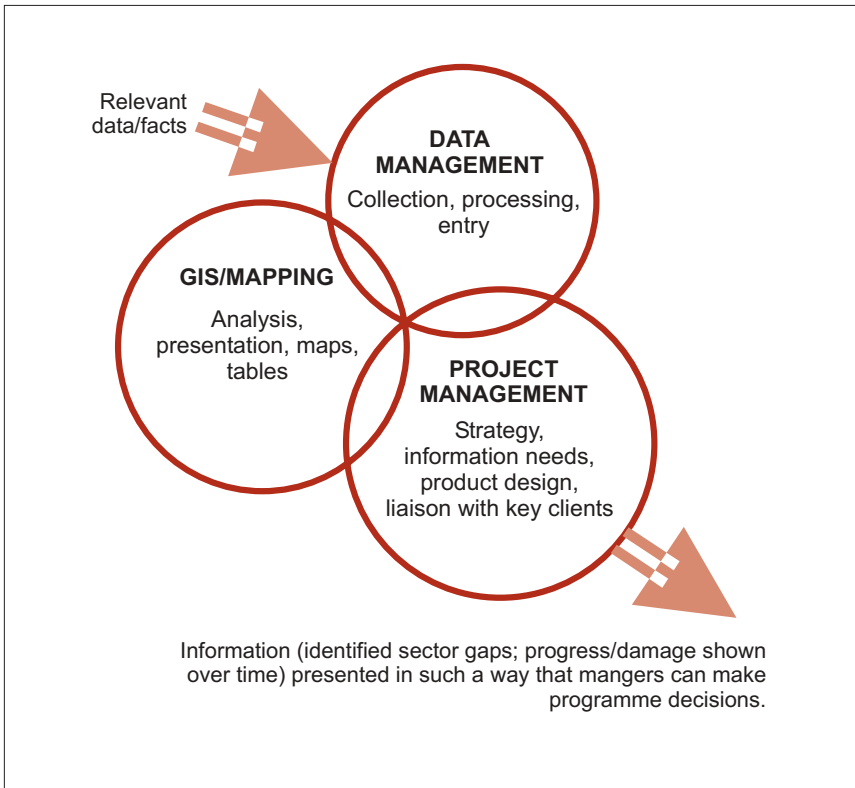 Relevant
data/facts
DATA
MANAGEMENT
Collection, processing,
entry
GIS/MAPPING
Analysis,
presentation, maps,
tables
PROJECT
MANAGEMENT
Strategy,
information needs,
product design,
liaison with key clients
Information (identified sector gaps; progress/damage shown
over time) presented in such a way that mangers can make
programme decisions.